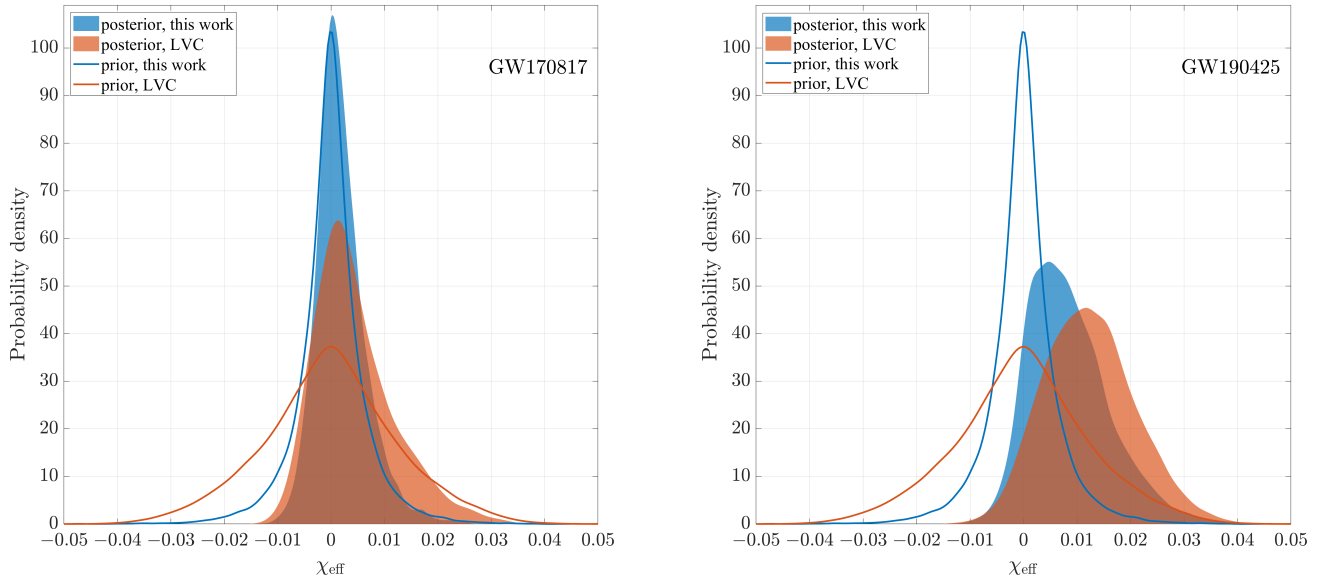 posterior, this work
posterior, LVC
prior, this work
prior, LVC
GW170817
100
90
80
70
60
50
40
30
20
10
0
Probability density
−0.05 −0.04 −0.03 −0.02 −0.01 0 0.01 0.02 0.03 0.04 0.05
χeff
posterior, this work
posterior, LVC
prior, this work
prior, LVC
GW190425
100
90
80
70
60
50
40
30
20
10
0
Probability density
−0.05 −0.04 −0.03 −0.02 −0.01 0 0.01 0.02 0.03 0.04 0.05
χeff